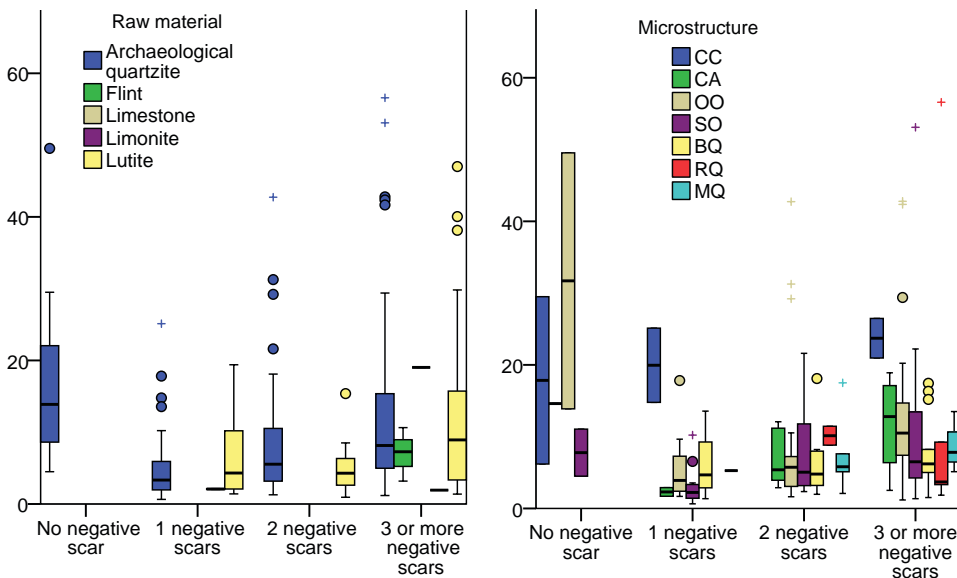 Raw material
Archaeological
quartzite
Flint
Limestone
Limonite
Lutite
60
40
20
0
No negative
scar
1 negative
scars
2 negative
scars
3 or more
negative
scars
Microstructure
CC
CA
OO
SO
BQ
RQ
MQ
60
40
20
0
No negative
scar
1 negative
scars
2 negative
scars
3 or more
negative
scars